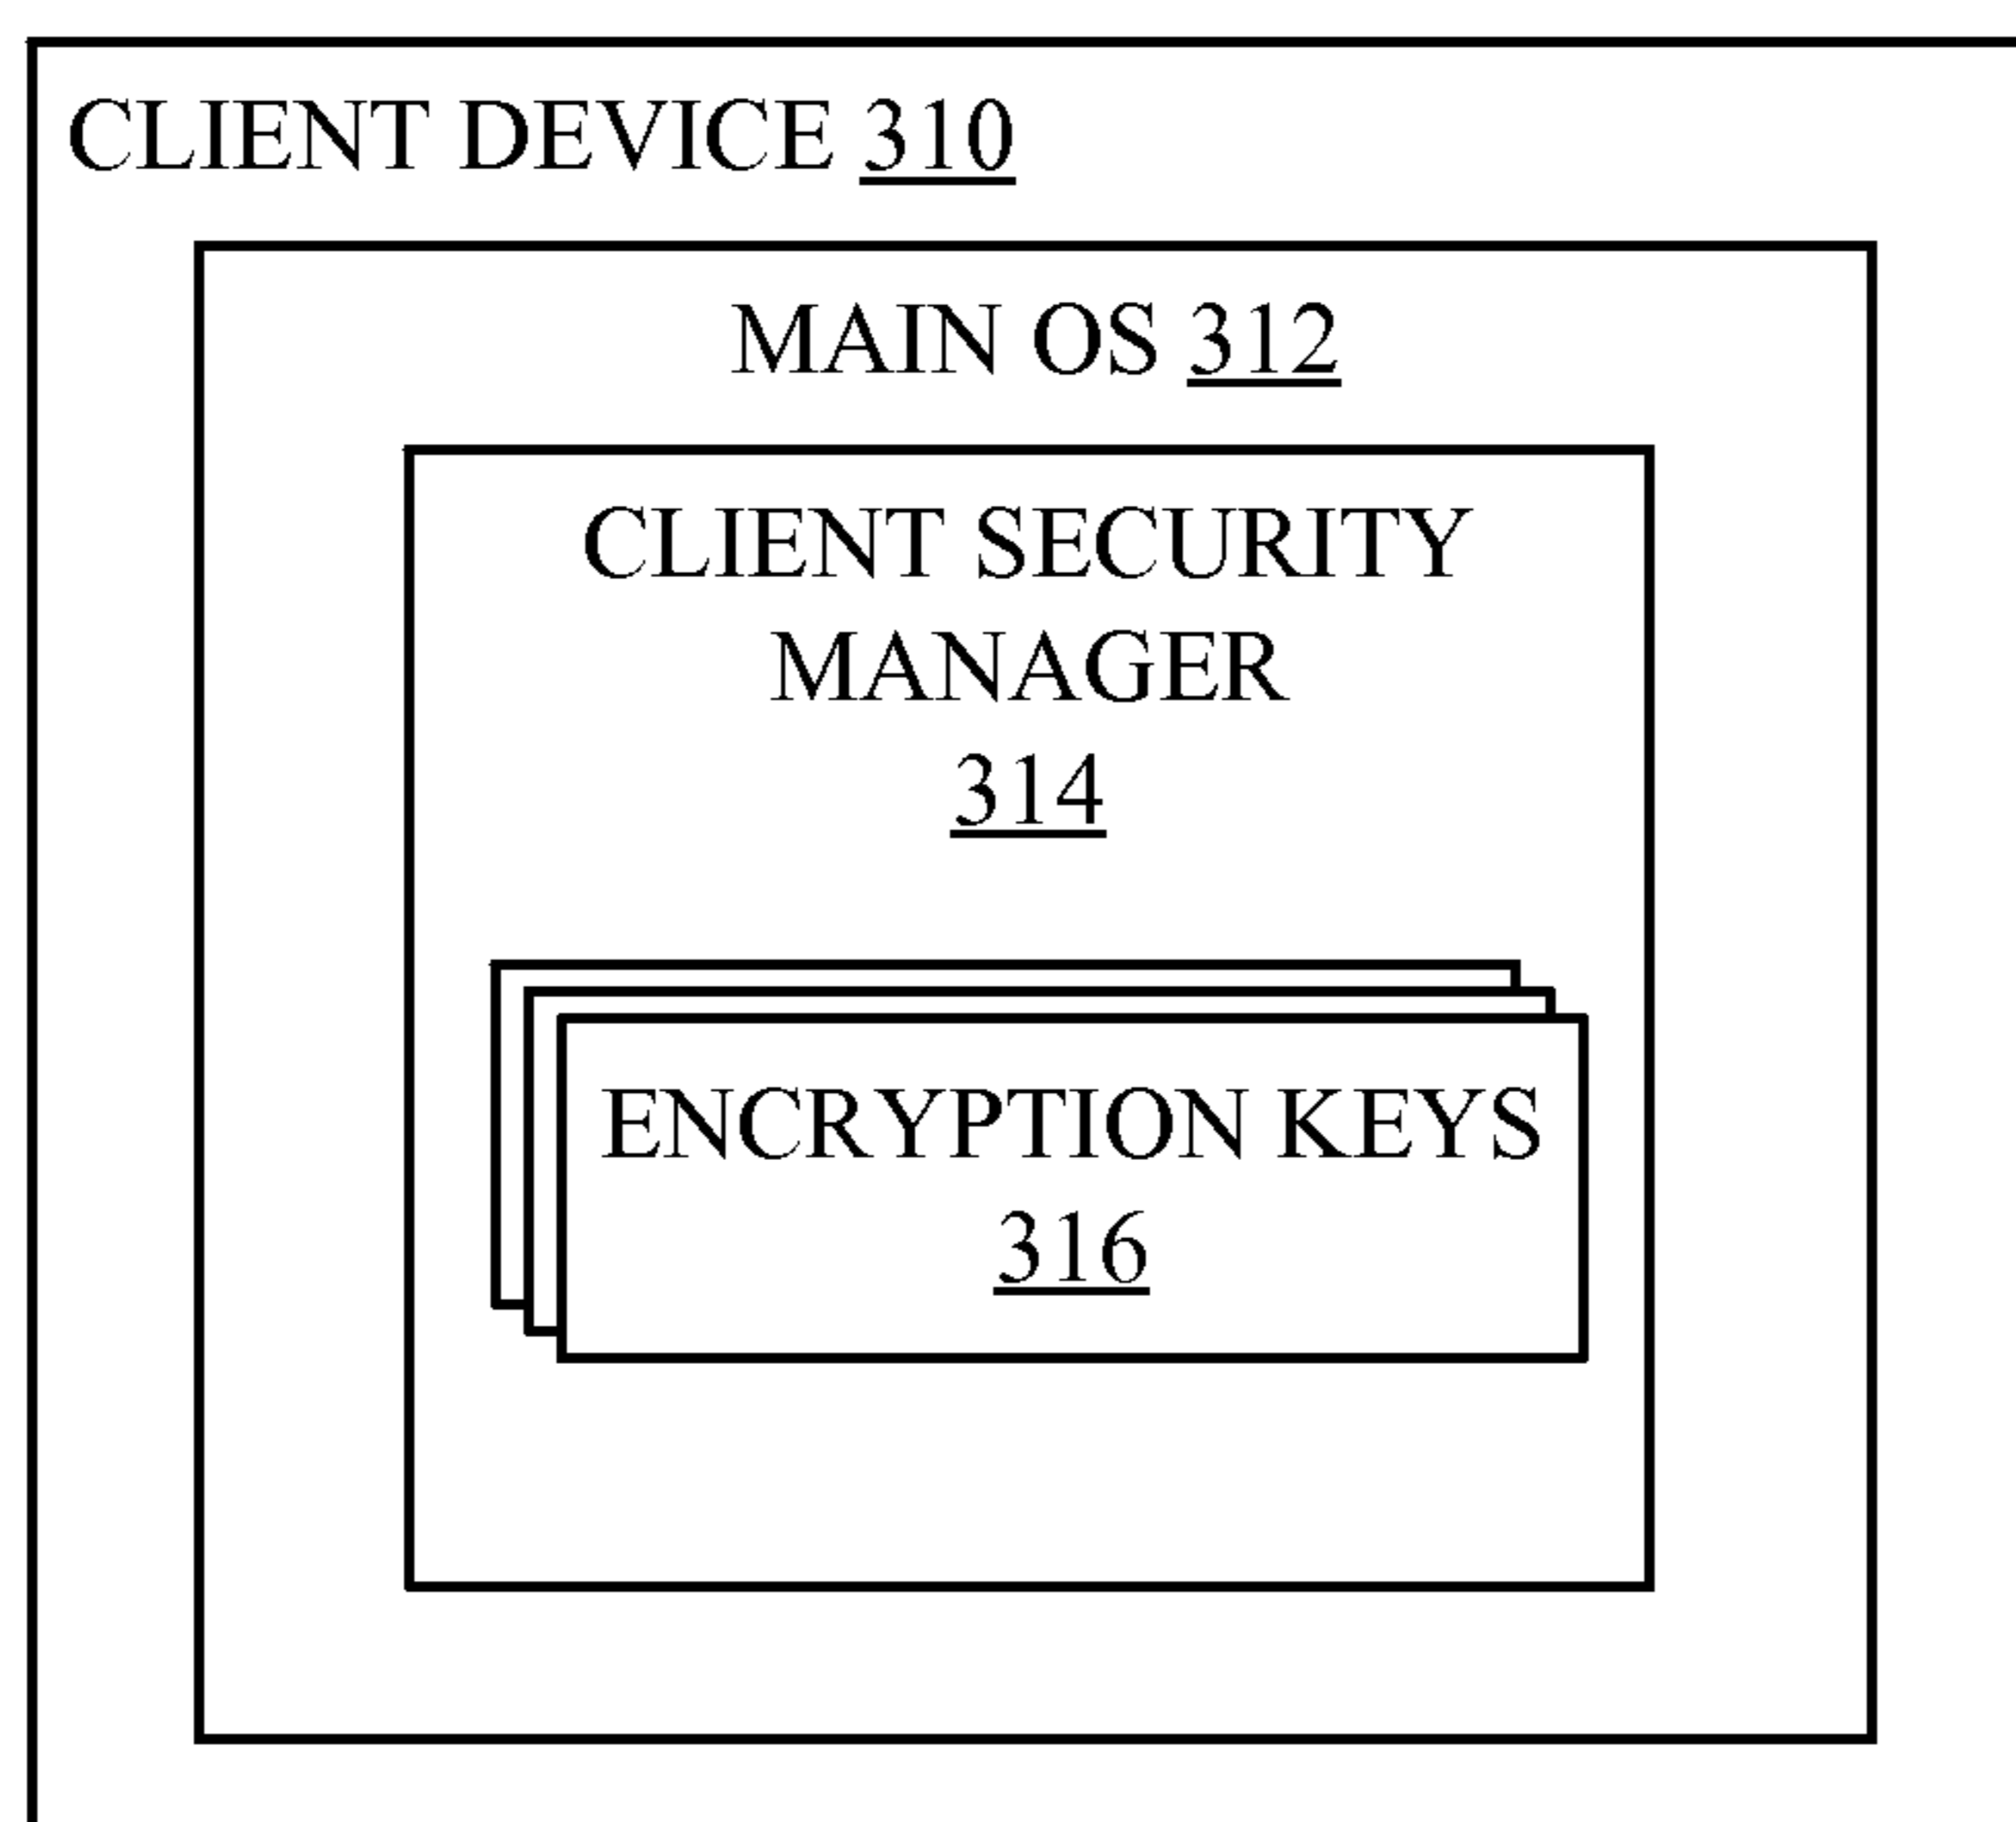 CLIENT DEVICE 310
MAIN OS 312
CLIENT SECURITY
MANAGER
314
ENCRYPTION KEYS
316